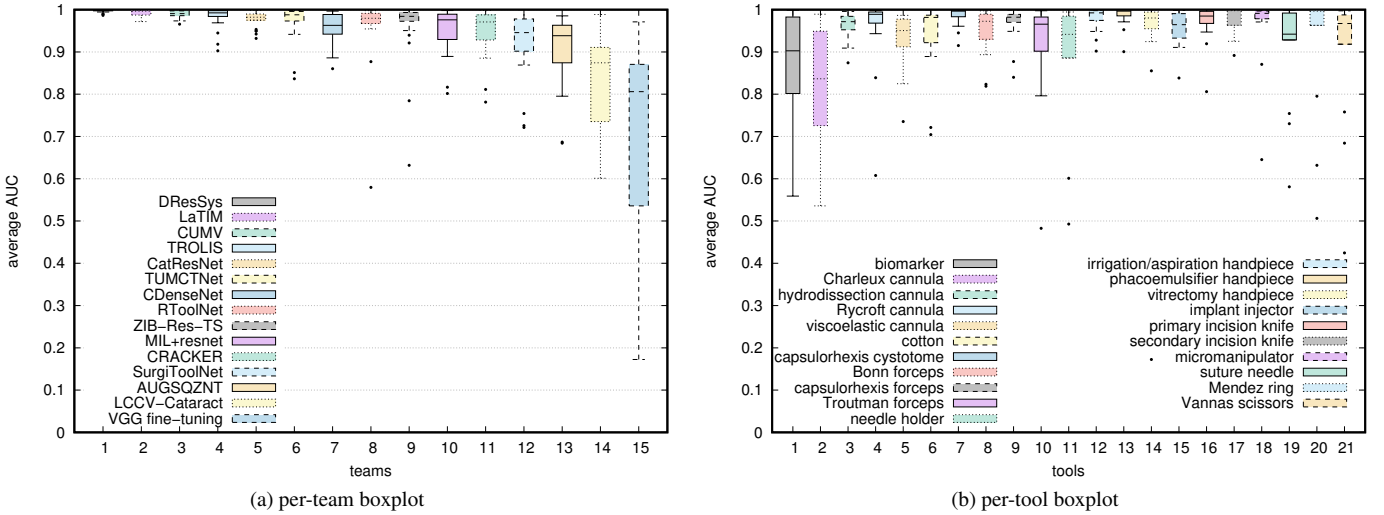 1
0.9
0.8
0.7
0.6
0.5
0.4
0.3
0.2
0.1
0
average AUC
DResSys
LaTIM
CUMV
TROLIS
CatResNet
TUMCTNet
CDenseNet
RToolNet
ZIB−Res−TS
MIL+resnet
CRACKER
SurgiToolNet
AUGSQZNT
LCCV−Cataract
VGG fine−tuning
1 2 3 4 5 6 7 8 9 10 11 12 13 14 15
teams
(a) per-team boxplot
1
0.9
0.8
0.7
0.6
0.5
0.4
0.3
0.2
0.1
0
average AUC
biomarker
Charleux cannula
hydrodissection cannula
Rycroft cannula
viscoelastic cannula
cotton
capsulorhexis cystotome
Bonn forceps
capsulorhexis forceps
Troutman forceps
needle holder
irrigation/aspiration handpiece
phacoemulsifier handpiece
vitrectomy handpiece
implant injector
primary incision knife
secondary incision knife
micromanipulator
suture needle
Mendez ring
Vannas scissors
1 2 3 4 5 6 7 8 9 10 11 12 13 14 15 16 17 18 19 20 21
tools
(b) per-tool boxplot